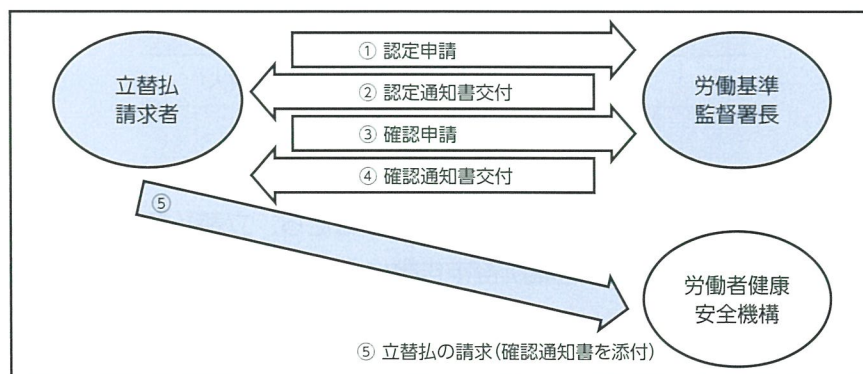 ① 認定申請
② 認定通知書交付
③ 確認申請
④ 確認通知書交付
立替払
請求者
労働基準
監督署長
⑤
労働者健康
安全機構
⑤ 立替払の請求(確認通知書を添付)